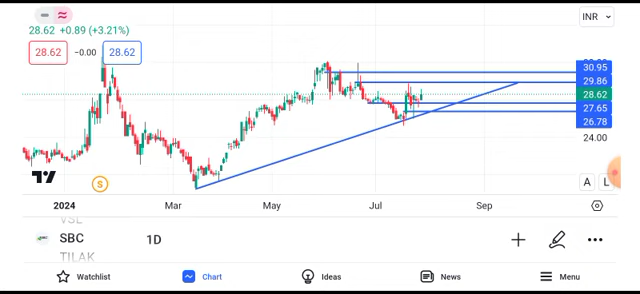 INR
28.62 +0.89 (+3.21%)
28.62 −0.00 28.62
30.95
29.86
28.62
27.65
26.78
24.00
S
A L
2024 Mar May Jul Sep
VSL
SBC 1D
TILAK
Watchlist Chart Ideas News Menu